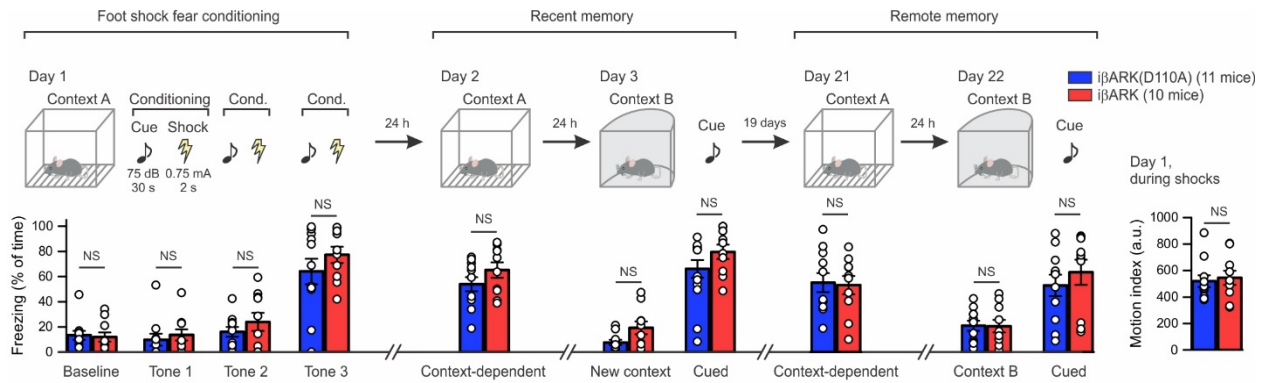 Foot shock fear conditioning
Recent memory
Remote memory
Day 1
Context A
Conditioning
Cue
Shock
75 dB
30 s
0.75 mA
2 s
Cond.
Cond.
24 h
Day 2
Context A
24 h
Day 3
Context B
Cue
19 days
Day 21
Context A
24 h
Day 22
Context B
Cue
iβARK(D110A) (11 mice)
iβARK (10 mice)
Freezing (% of time)
100
80
60
40
20
0
NS
NS
NS
NS
NS
NS
NS
NS
NS
NS
Baseline
Tone 1
Tone 2
Tone 3
Context-dependent
New context
Cued
Context-dependent
Context B
Cued
Day 1,
during shocks
Motion index (a.u.)
1000
800
600
400
200
0
NS